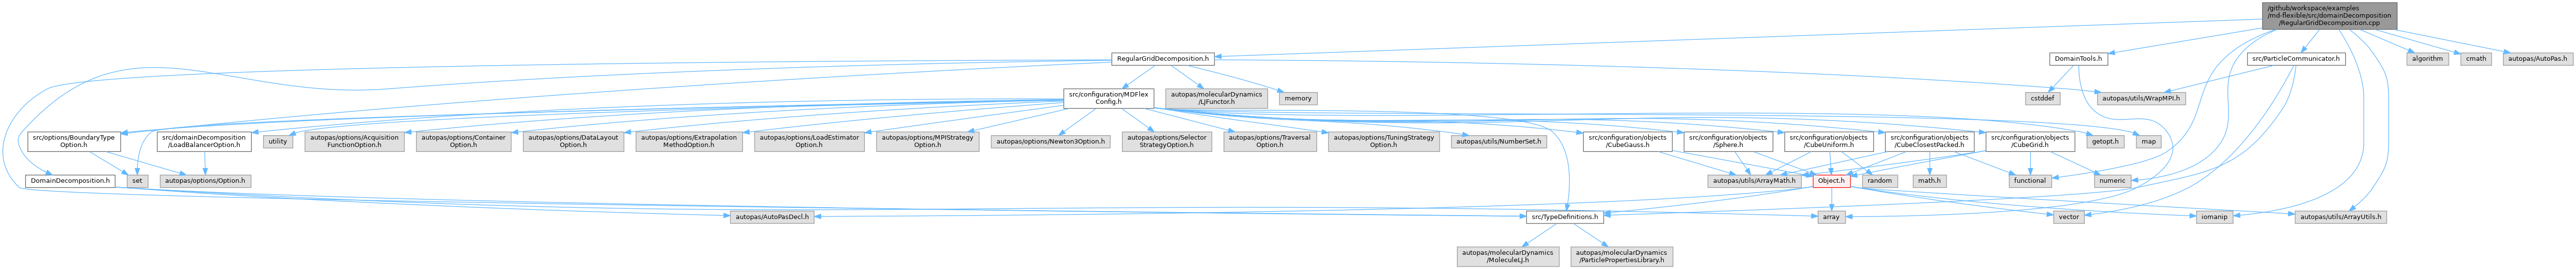 /github/workspace/examples
/md-flexible/src/domainDecomposition
/RegularGridDecomposition.cpp
RegularGridDecomposition.h
DomainTools.h
src/ParticleCommunicator.h
algorithm
cmath
autopas/AutoPas.h
src/configuration/MDFlex
Config.h
autopas/molecularDynamics
/LJFunctor.h
memory
cstddef
autopas/utils/WrapMPI.h
src/options/BoundaryType
Option.h
src/domainDecomposition
/LoadBalancerOption.h
utility
autopas/options/Acquisition
FunctionOption.h
autopas/options/Container
Option.h
autopas/options/DataLayout
Option.h
autopas/options/Extrapolation
MethodOption.h
autopas/options/LoadEstimator
Option.h
autopas/options/MPIStrategy
Option.h
autopas/options/Newton3Option.h
autopas/options/Selector
StrategyOption.h
autopas/options/Traversal
Option.h
autopas/options/TuningStrategy
Option.h
autopas/utils/NumberSet.h
src/configuration/objects
/CubeGauss.h
src/configuration/objects
/Sphere.h
src/configuration/objects
/CubeUniform.h
src/configuration/objects
/CubeClosestPacked.h
src/configuration/objects
/CubeGrid.h
getopt.h
map
DomainDecomposition.h
set
autopas/options/Option.h
autopas/utils/ArrayMath.h
Object.h
random
math.h
functional
numeric
autopas/AutoPasDecl.h
src/TypeDefinitions.h
array
vector
iomanip
autopas/utils/ArrayUtils.h
autopas/molecularDynamics
/MoleculeLJ.h
autopas/molecularDynamics
/ParticlePropertiesLibrary.h